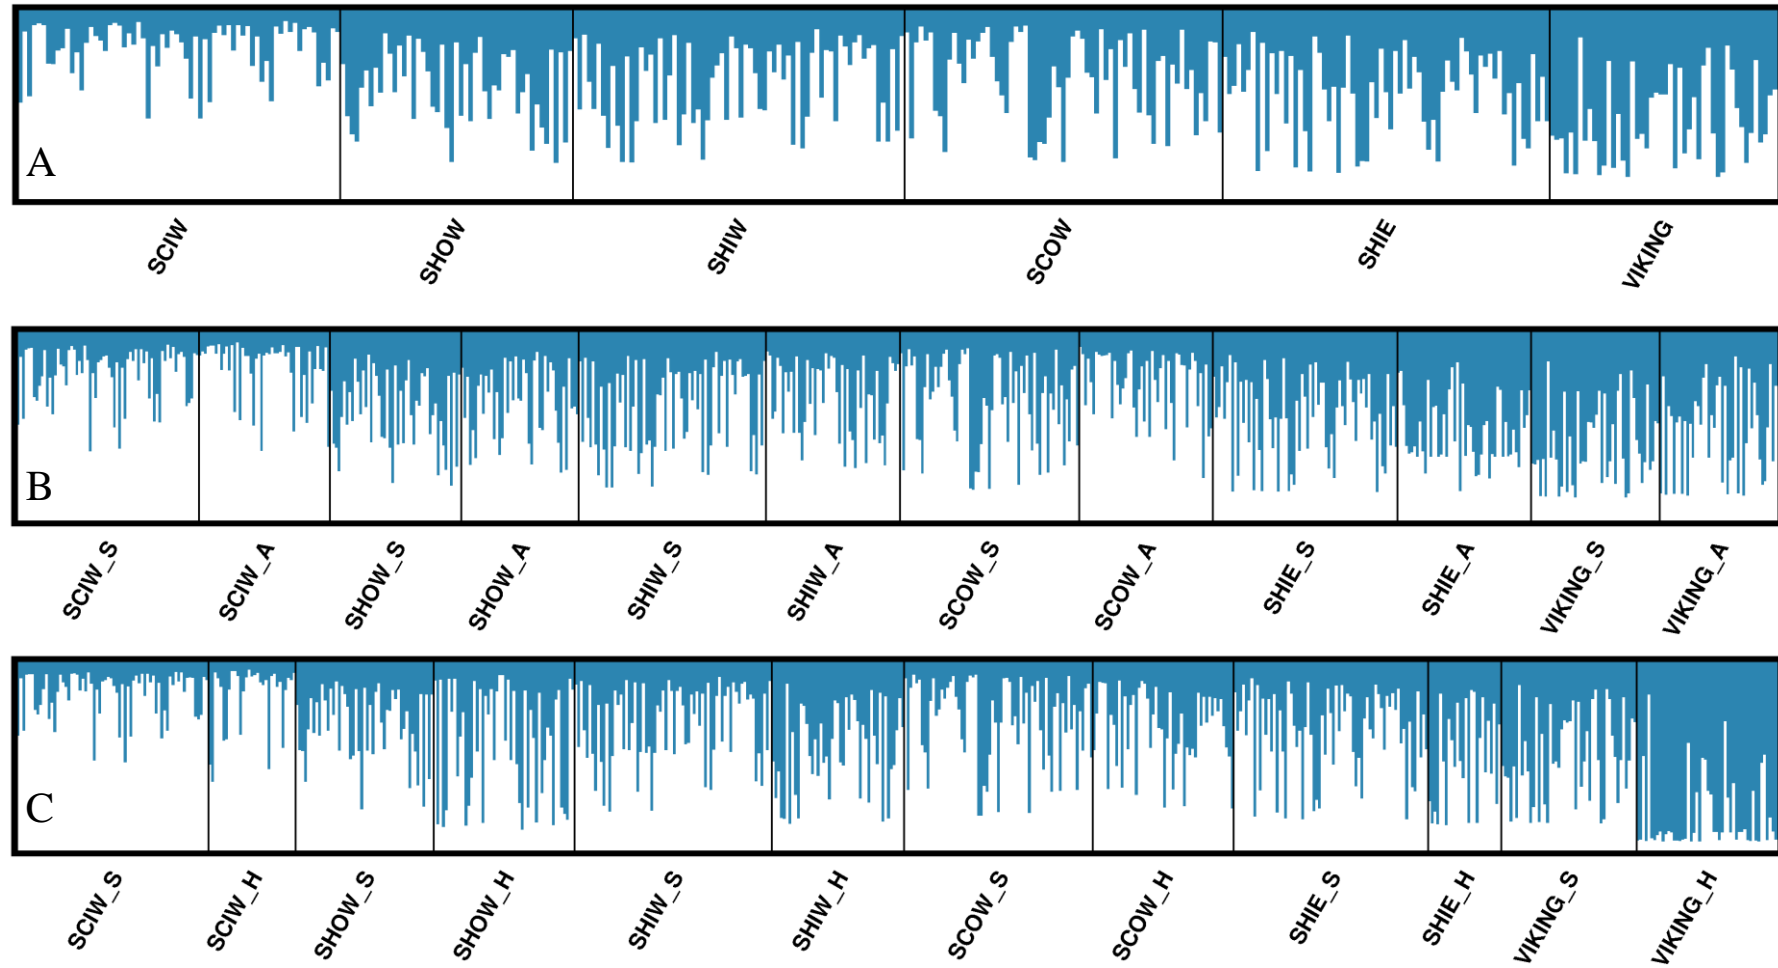 A
SCIW SHOW SHIW SCOW SHIE VIKING
B
SCIW_S SCIW_A SHOW_S SHOW_A SHIW_S SHIW_A SCOW_S SCOW_A SHIE_S SHIE_A VIKING_S VIKING_A
C
SCIW_S SCIW_H SHOW_S SHOW_H SHIW_S SHIW_H SCOW_S SCOW_H SHIE_S SHIE_H VIKING_S VIKING_H